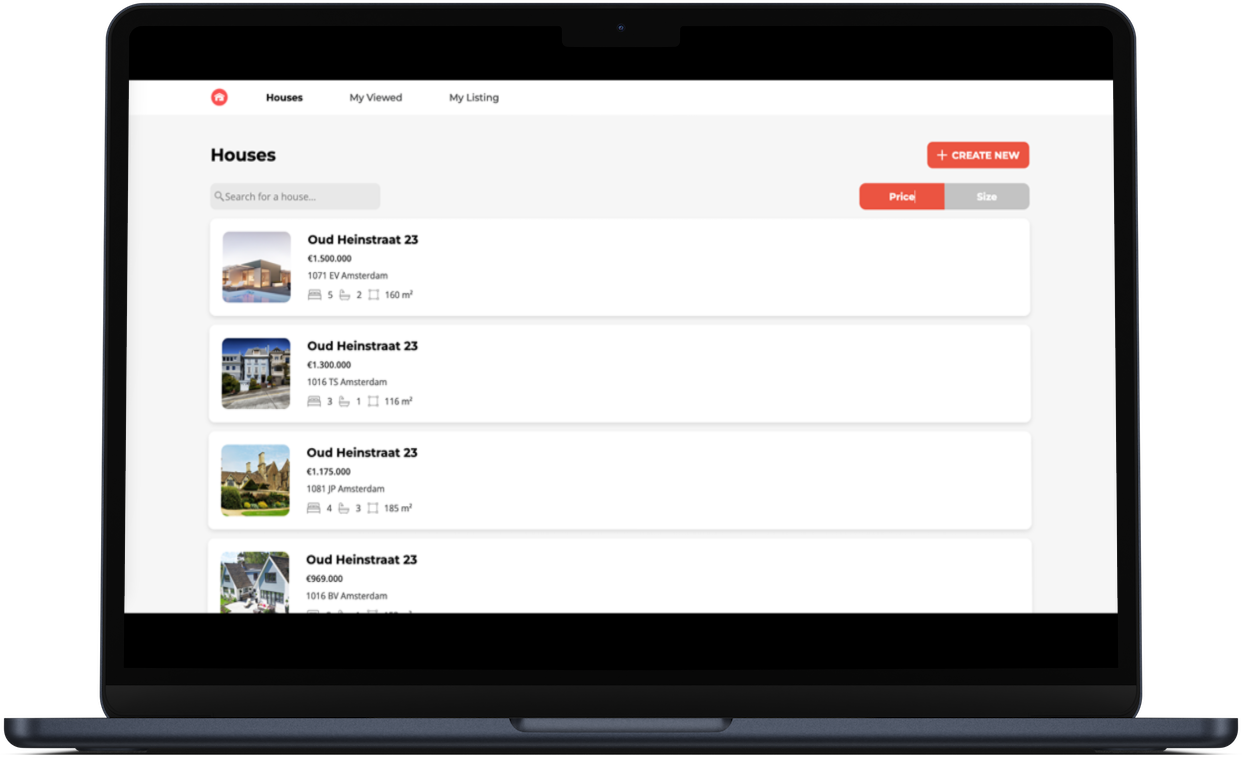 Houses
My Viewed
My Listing
Houses
CREATE NEW
Search for a house...
Price
Size
Oud Heinstraat 23
€1.500.000
1071 EV Amsterdam
5 2 160 m²
Oud Heinstraat 23
€1.300.000
1016 TS Amsterdam
3 1 116 m²
Oud Heinstraat 23
€1.175.000
1081 JP Amsterdam
4 3 185 m²
Oud Heinstraat 23
€969.000
1016 BV Amsterdam